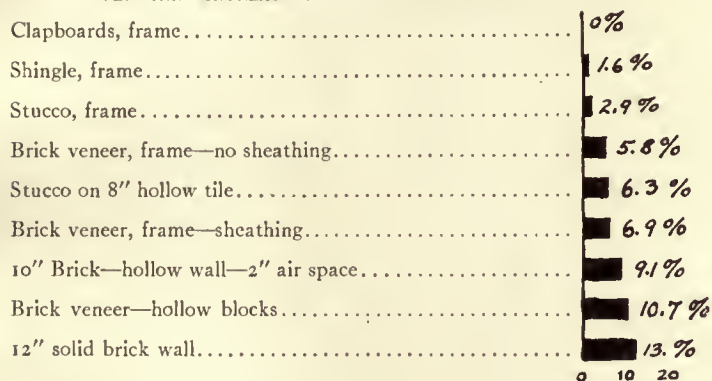 Clapboards, frame........................................ 0%
Shingle, frame........................................ 1.6%
Stucco, frame........................................ 2.9%
Brick veneer, frame—no sheathing........................................ 5.8%
Stucco on 8" hollow tile........................................ 6.3 %
Brick veneer, frame—sheathing........................................ 6.9%
10" Brick—hollow wall—2" air space........................................ 9.1%
Brick veneer—hollow blocks........................................ 10.7%
12" solid brick wall........................................ 13.%
0 10 20